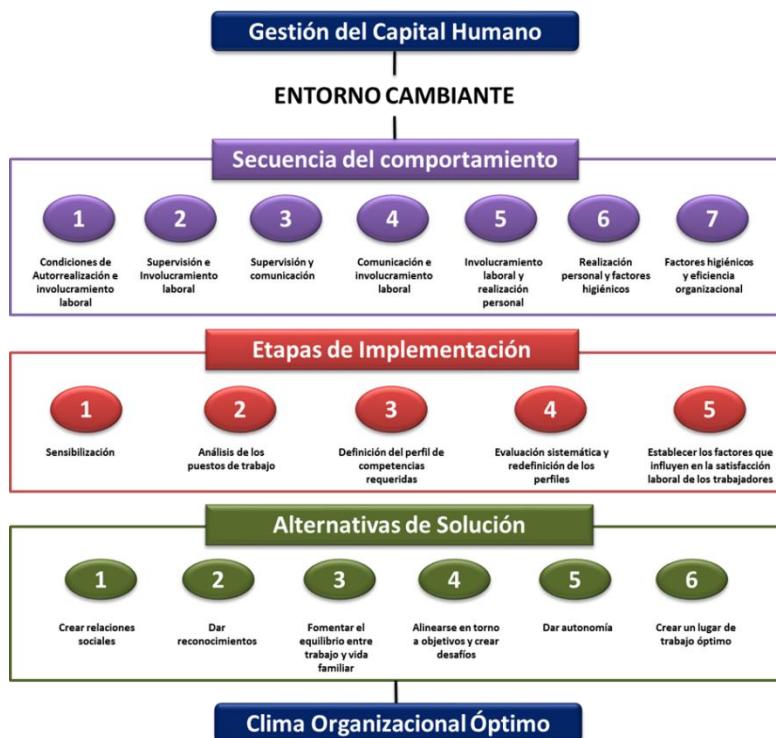 Gestión del Capital Humano
ENTORNO CAMBIANTE
Secuencia del comportamiento
1
Condiciones de
Autorrealización e
involucramiento
laboral
2
Supervisión e
Involucramiento
laboral
3
Supervisión y
comunicación
4
Comunicación e
involucramiento
laboral
5
Involucramiento
laboral y
realización
personal
6
Realización
personal y factores
higiénicos
7
Factores higiénicos
y eficiencia
organizacional
Etapas de Implementación
1
Sensibilización
2
Análisis de los
puestos de trabajo
3
Definición del perfil de
competencias
requeridas
4
Evaluación sistemática y
redefinición de los
perfiles
5
Establecer los factores que
influyen en la satisfacción
laboral de los trabajadores
Alternativas de Solución
1
Crear relaciones
sociales
2
Dar
reconocimientos
3
Fomentar el
equilibrio entre
trabajo y vida
familiar
4
Alinearse en torno
a objetivos y crear
desafíos
5
Dar autonomía
6
Crear un lugar de
trabajo óptimo
Clima Organizacional Óptimo